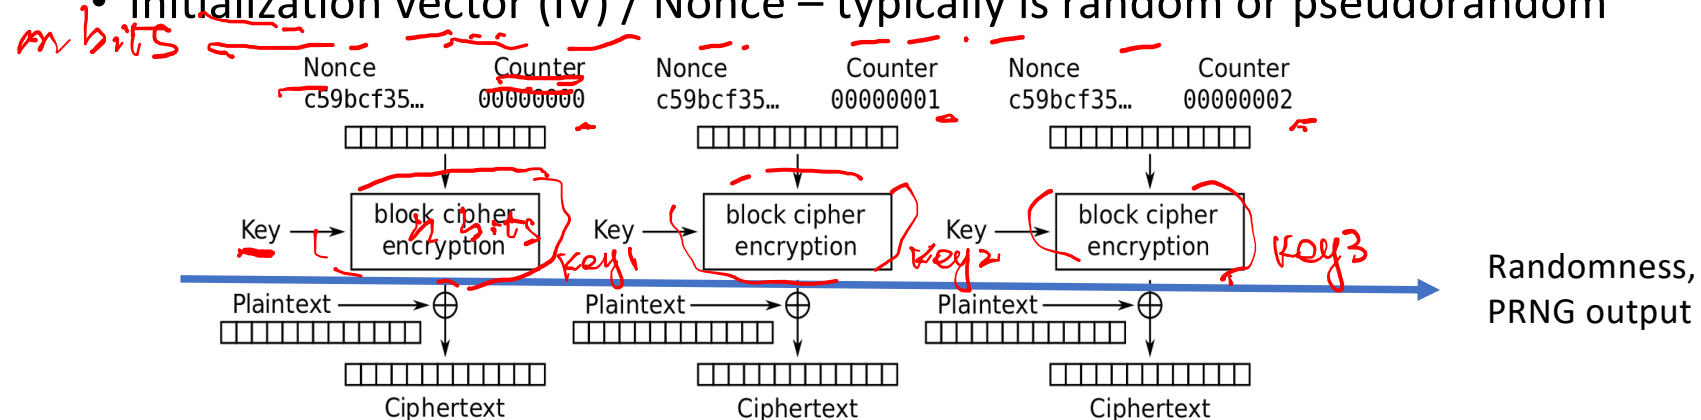 • Initialization vector (IV) / Nonce – typically is random or pseudorandom
m bits
Nonce Counter Nonce Counter Nonce Counter
c59bcf35... 00000000 c59bcf35... 00000001 c59bcf35... 00000002
block cipher block cipher block cipher
Key n bits Key Key
encryption encryption encryption
key1 key2 key3
Randomness,
Plaintext Plaintext Plaintext
PRNG output
Ciphertext Ciphertext Ciphertext